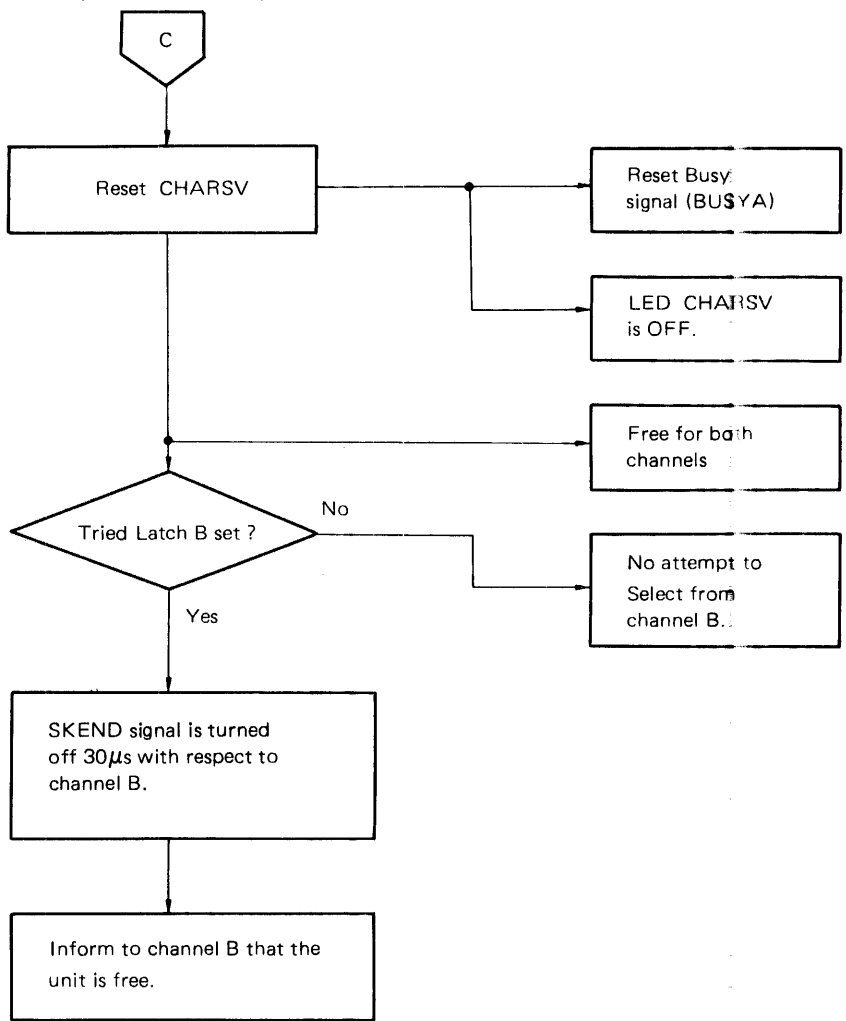 C
Reset CHARSV
Reset Busy
signal (BUSYA)
LED CHARSV
is OFF.
Free for both
channels
Tried Latch B set ?
No
No attempt to
Select from
channel B.
Yes
SKEND signal is turned
off 30μs with respect to
channel B.
Inform to channel B that the
unit is free.